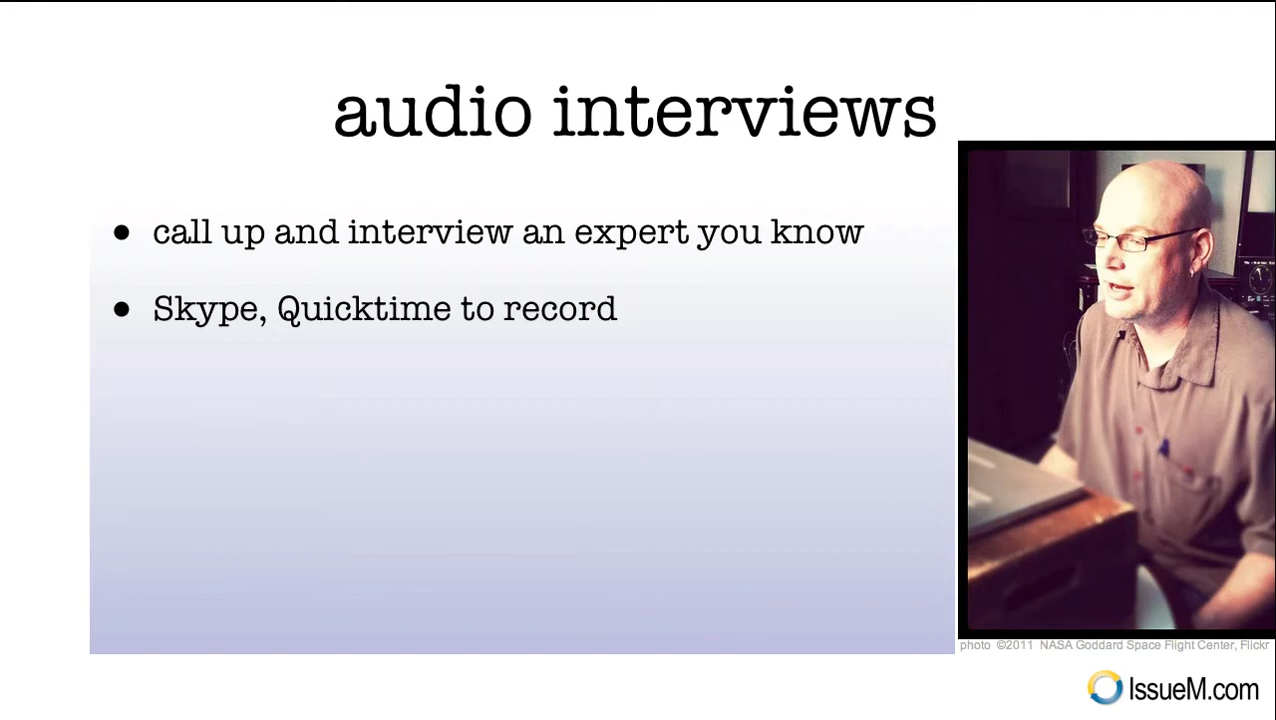 audio interviews
• call up and interview an expert you know
• Skype, Quicktime to record
photo ©2011 NASA Goddard Space Flight Center, Flickr
IssueM.com